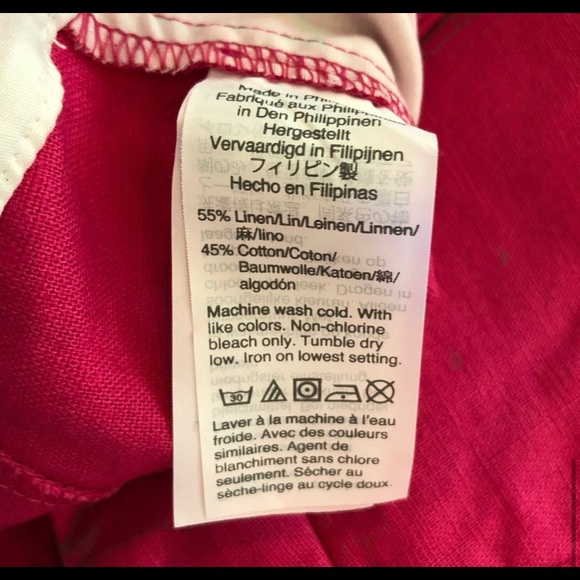 Made in Philippines
Fabriqué aux Philippines
in Den Philippinen
Hergestellt
Vervaardigd in Filipijnen
フィリピン製
Hecho en Filipinas
55% Linen/Lin/Leinen/Linnen/
麻/lino
45% Cotton/Coton/
Baumwolle/Katoen/綿/
algodón
Machine wash cold. With
like colors. Non-chlorine
bleach only. Tumble dry
low. Iron on lowest setting.
30
Laver à la machine à l'eau
froide. Avec des couleurs
similaires. Agent de
blanchiment sans chlore
seulement. Sécher au
sèche-linge au cycle doux.